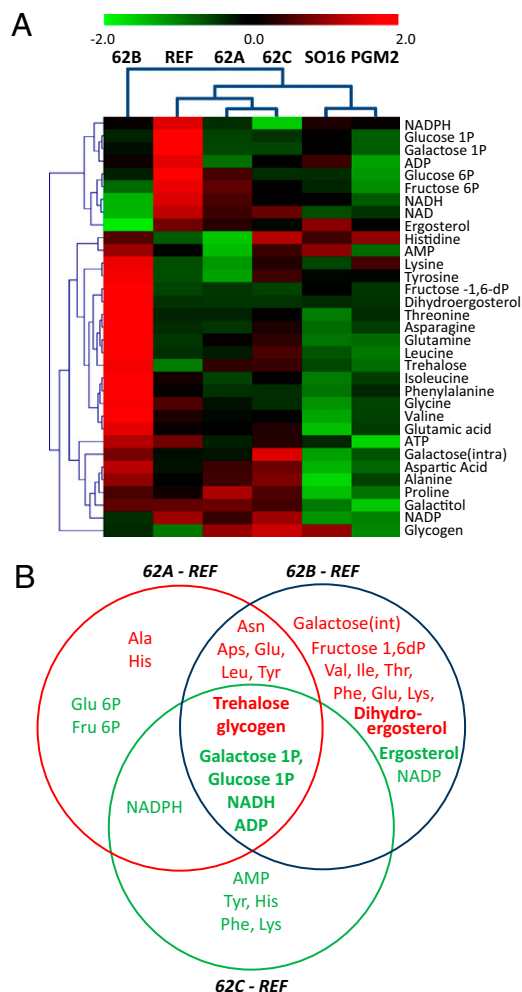 A
-2.0 0.0 2.0
62B REF 62A 62C SO16 PGM2
NADPH
Glucose 1P
Galactose 1P
ADP
Glucose 6P
Fructose 6P
NADH
NAD
Ergosterol
Histidine
AMP
Lysine
Tyrosine
Fructose -1,6-dP
Dihydroergosterol
Threonine
Asparagine
Glutamine
Leucine
Trehalose
Isoleucine
Phenylalanine
Glycine
Valine
Glutamic acid
ATP
Galactose(intra)
Aspartic Acid
Alanine
Proline
Galactitol
NADP
Glycogen
B
62A - REF
62B - REF
Ala
His
Glu 6P
Fru 6P
Asn
Aps, Glu,
Leu, Tyr
Galactose(int)
Fructose 1,6dP
Val, Ile, Thr,
Phe, Glu, Lys,
Dihydro-
ergosterol
Ergosterol
NADP
Trehalose
glycogen
Galactose 1P,
Glucose 1P
NADH
ADP
NADPH
AMP
Tyr, His
Phe, Lys
62C - REF